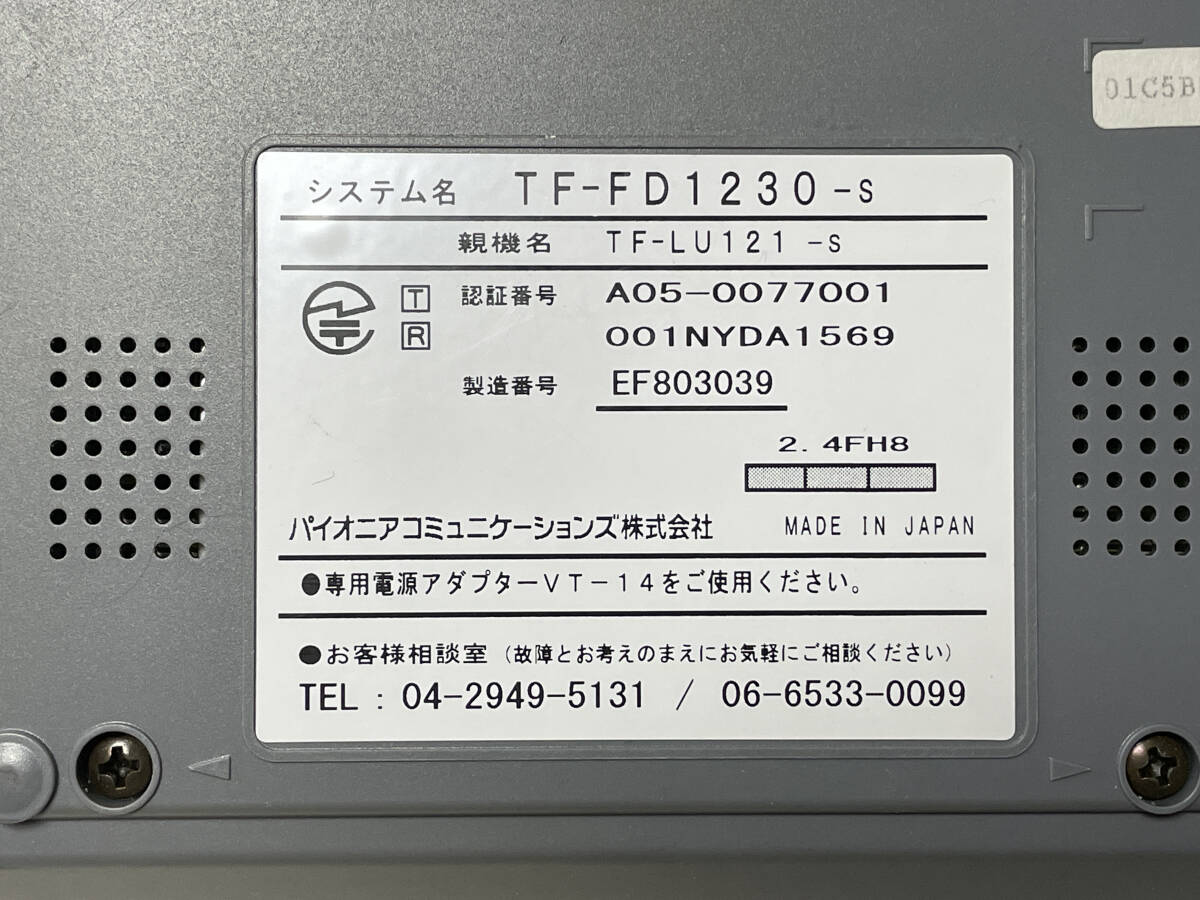 01C5B
システム名 TF-FD1230-S
親機名 TF-LU121-S
T 認証番号 A05-0077001
R 001NYDA1569
製造番号 EF803039
2.4FH8
パイオニアコミュニケーションズ株式会社 MADE IN JAPAN
●専用電源アダプターVT-14をご使用ください。
●お客様相談室(故障とお考えのまえにお気軽にご相談ください)
TEL:04-2949-5131 / 06-6533-0099